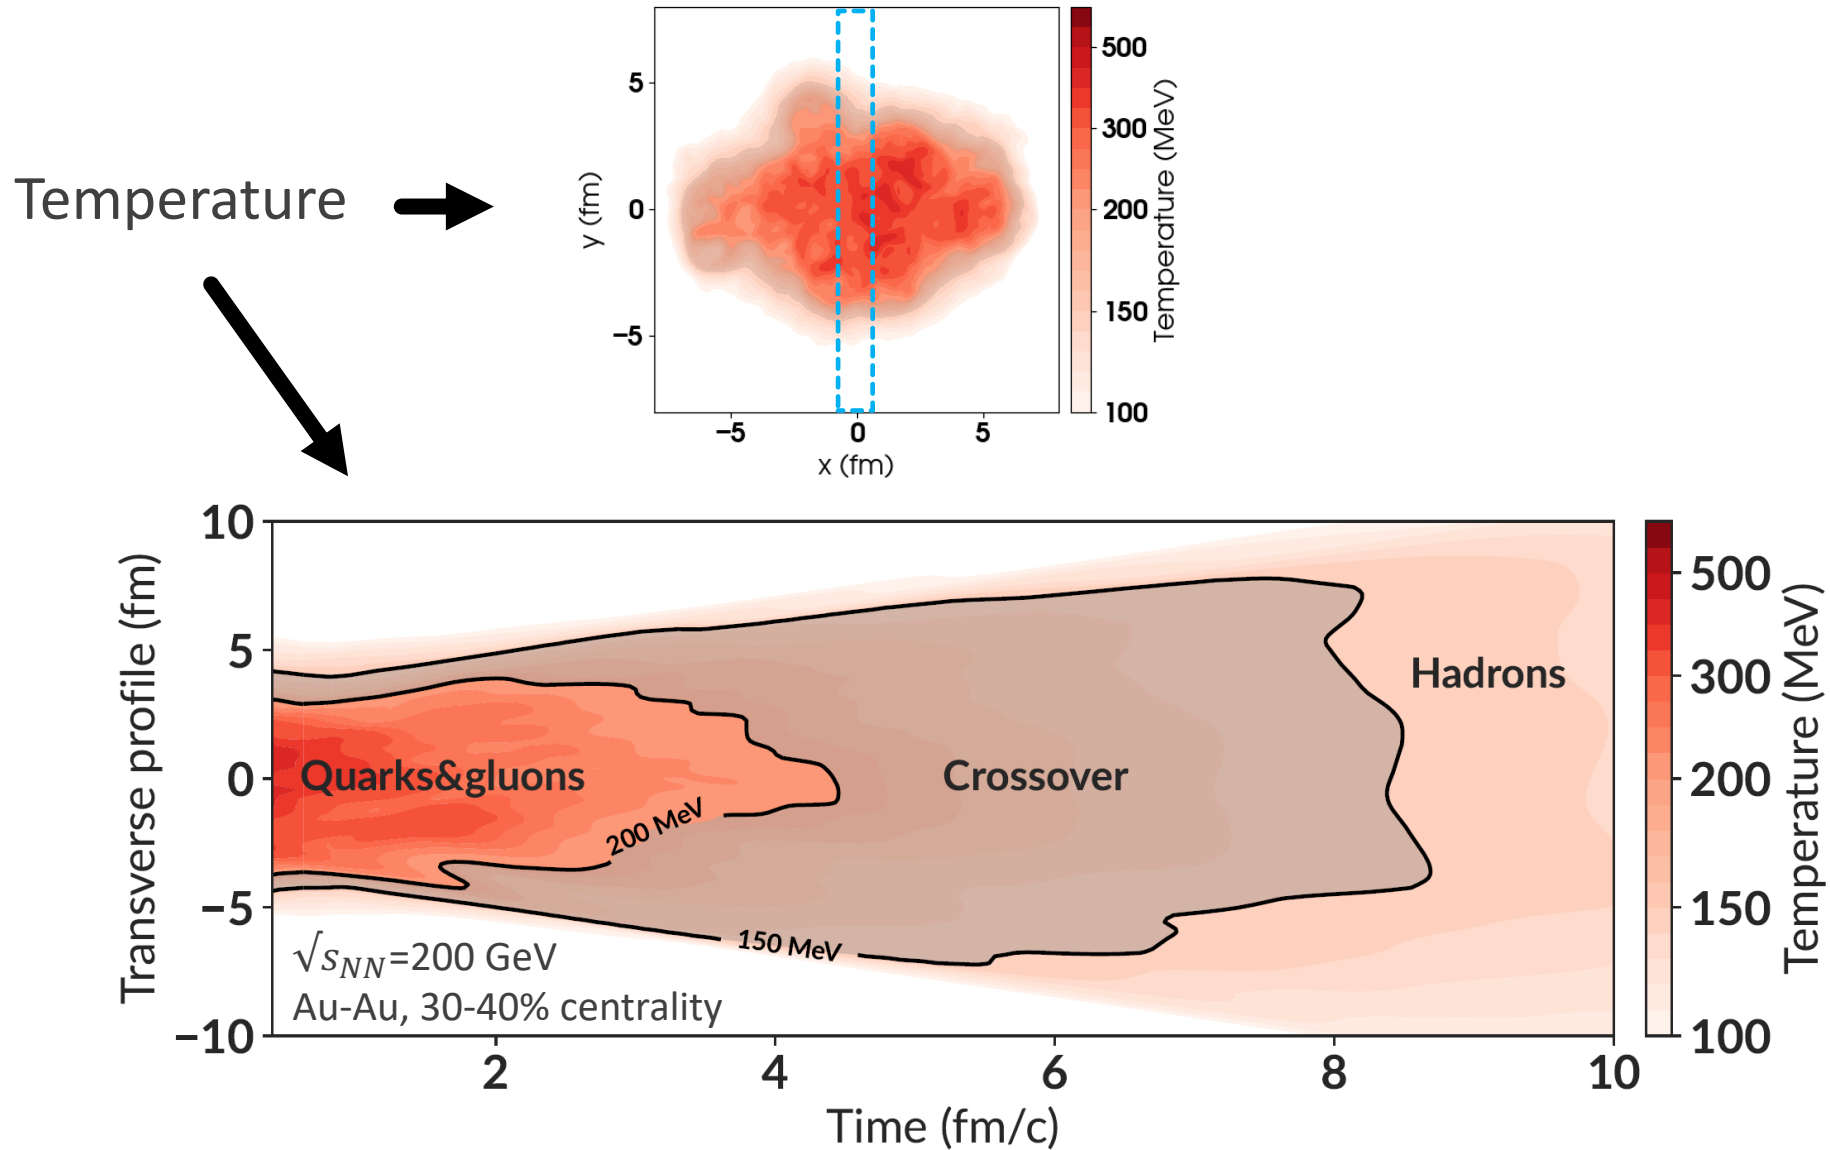 Temperature
5
0
−5
y (fm)
−5
0
5
x (fm)
500
300
200
150
100
Temperature (MeV)
10
5
0
−5
−10
Transverse profile (fm)
Quarks&gluons
Crossover
Hadrons
200 MeV
150 MeV
√s_NN=200 GeV
Au-Au, 30-40% centrality
2
4
6
8
10
Time (fm/c)
500
300
200
150
100
Temperature (MeV)